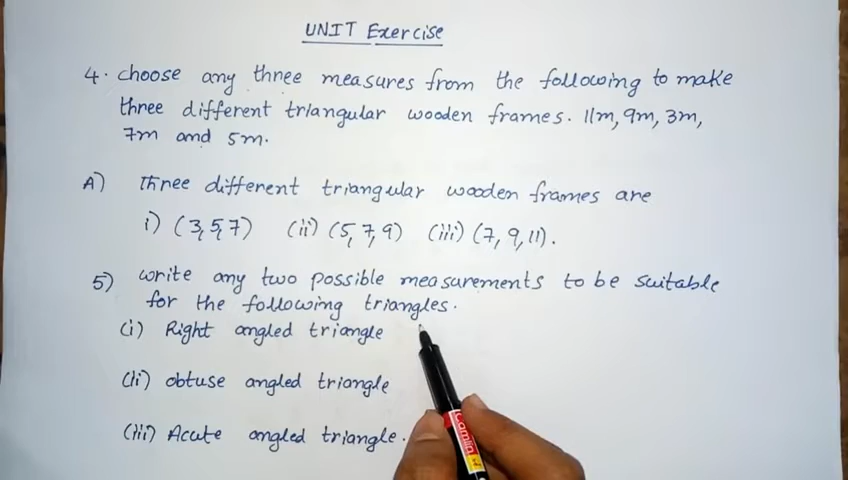 UNIT Exercise
4. choose any three measures from the following to make
three different triangular wooden frames. 11m, 9m, 3m,
7m and 5m.
A) Three different triangular wooden frames are
i) (3,5,7) (ii) (5,7,9) (iii) (7,9,11).
5) write any two possible measurements to be suitable
for the following triangles.
(i) Right angled triangle
(ii) obtuse angled triangle
(iii) Acute angled triangle.
Camlin